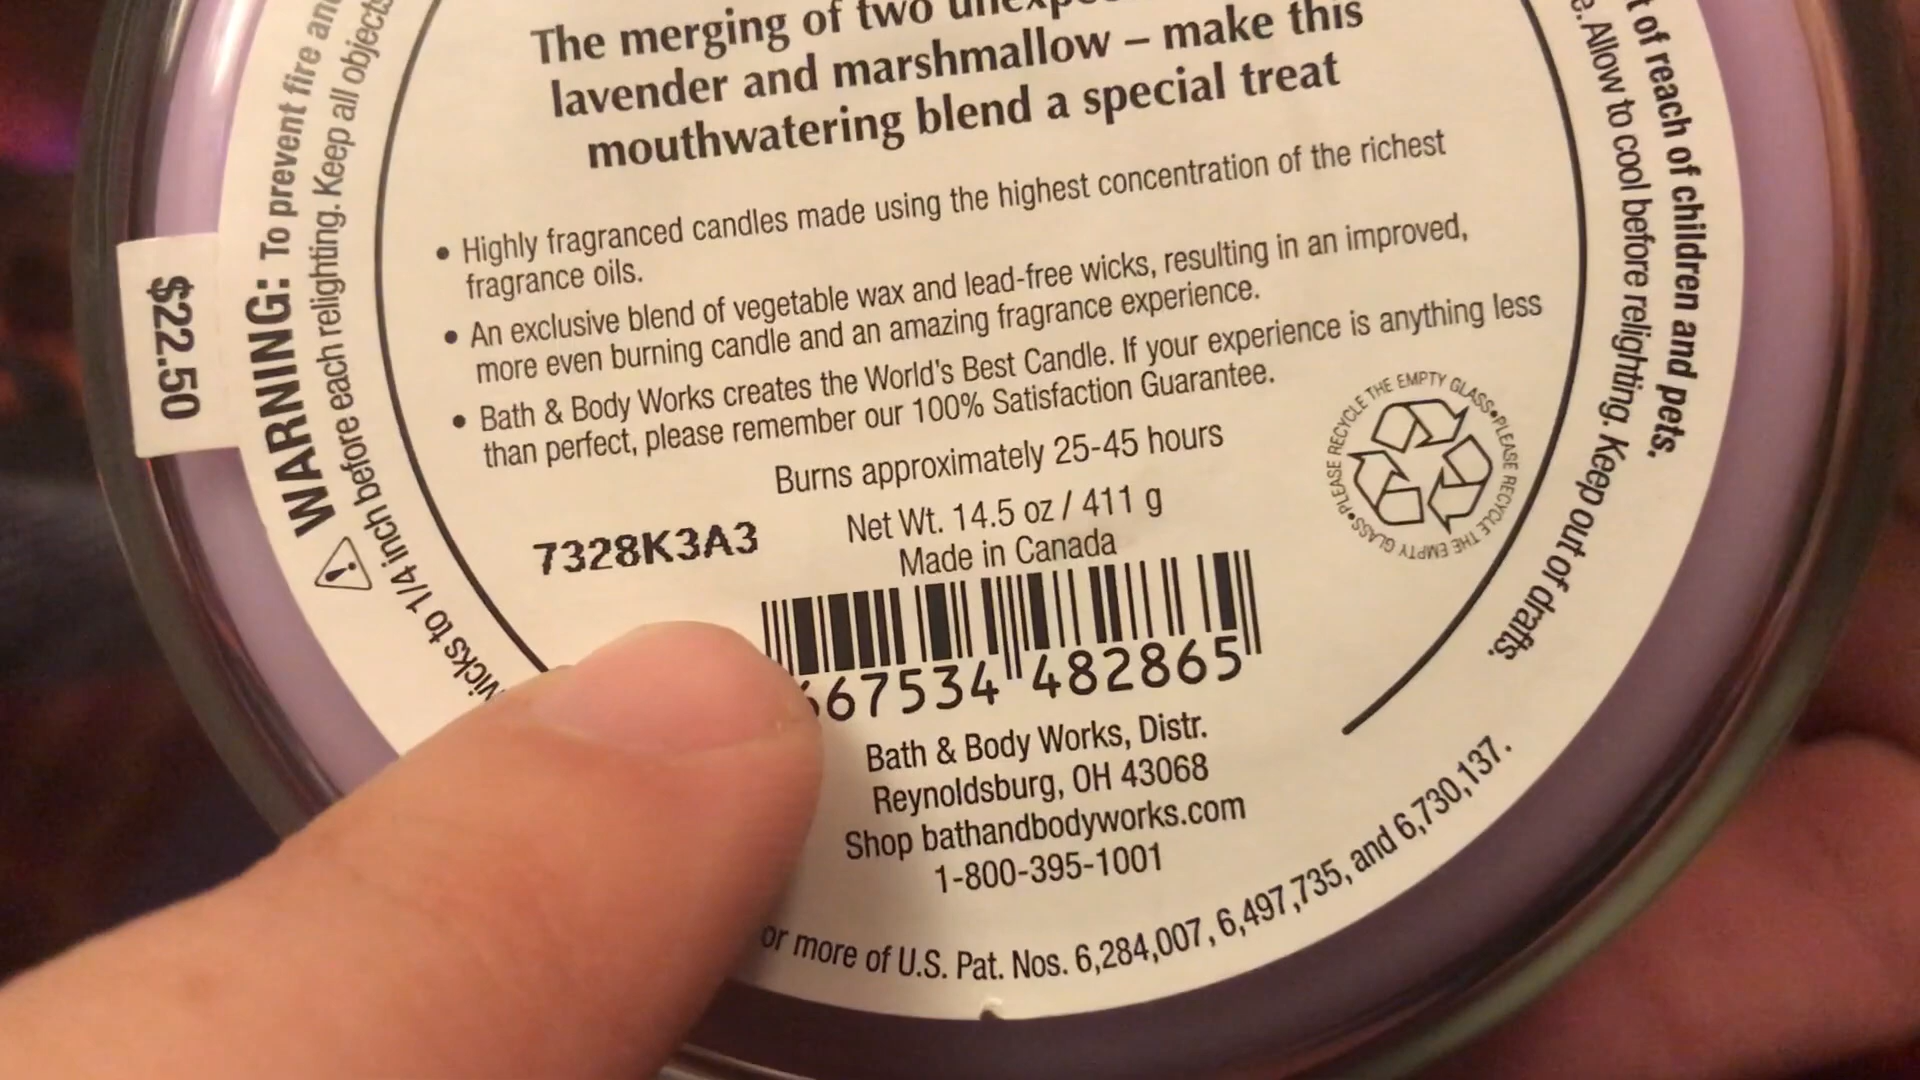 The merging of two
lavender and marshmallow – make this
mouthwatering blend a special treat
• Highly fragranced candles made using the highest concentration of the richest
fragrance oils.
• An exclusive blend of vegetable wax and lead-free wicks, resulting in an improved,
more even burning candle and an amazing fragrance experience.
• Bath & Body Works creates the World's Best Candle. If your experience is anything less
than perfect, please remember our 100% Satisfaction Guarantee.
Burns approximately 25-45 hours
Net Wt. 14.5 oz / 411 g
Made in Canada
7328K3A3
67534 482865
Bath & Body Works, Distr.
Reynoldsburg, OH 43068
Shop bathandbodyworks.com
1-800-395-1001
or more of U.S. Pat. Nos. 6,284,007, 6,497,735, and 6,730,137.
PLEASE RECYCLE THE EMPTY GLASS•PLEASE RECYCLE THE EMPTY GLASS•
$22.50
WARNING: To prevent fire and
wicks to 1/4 inch before each relighting. Keep all objects
of reach of children and pets.
Allow to cool before relighting. Keep out of drafts.